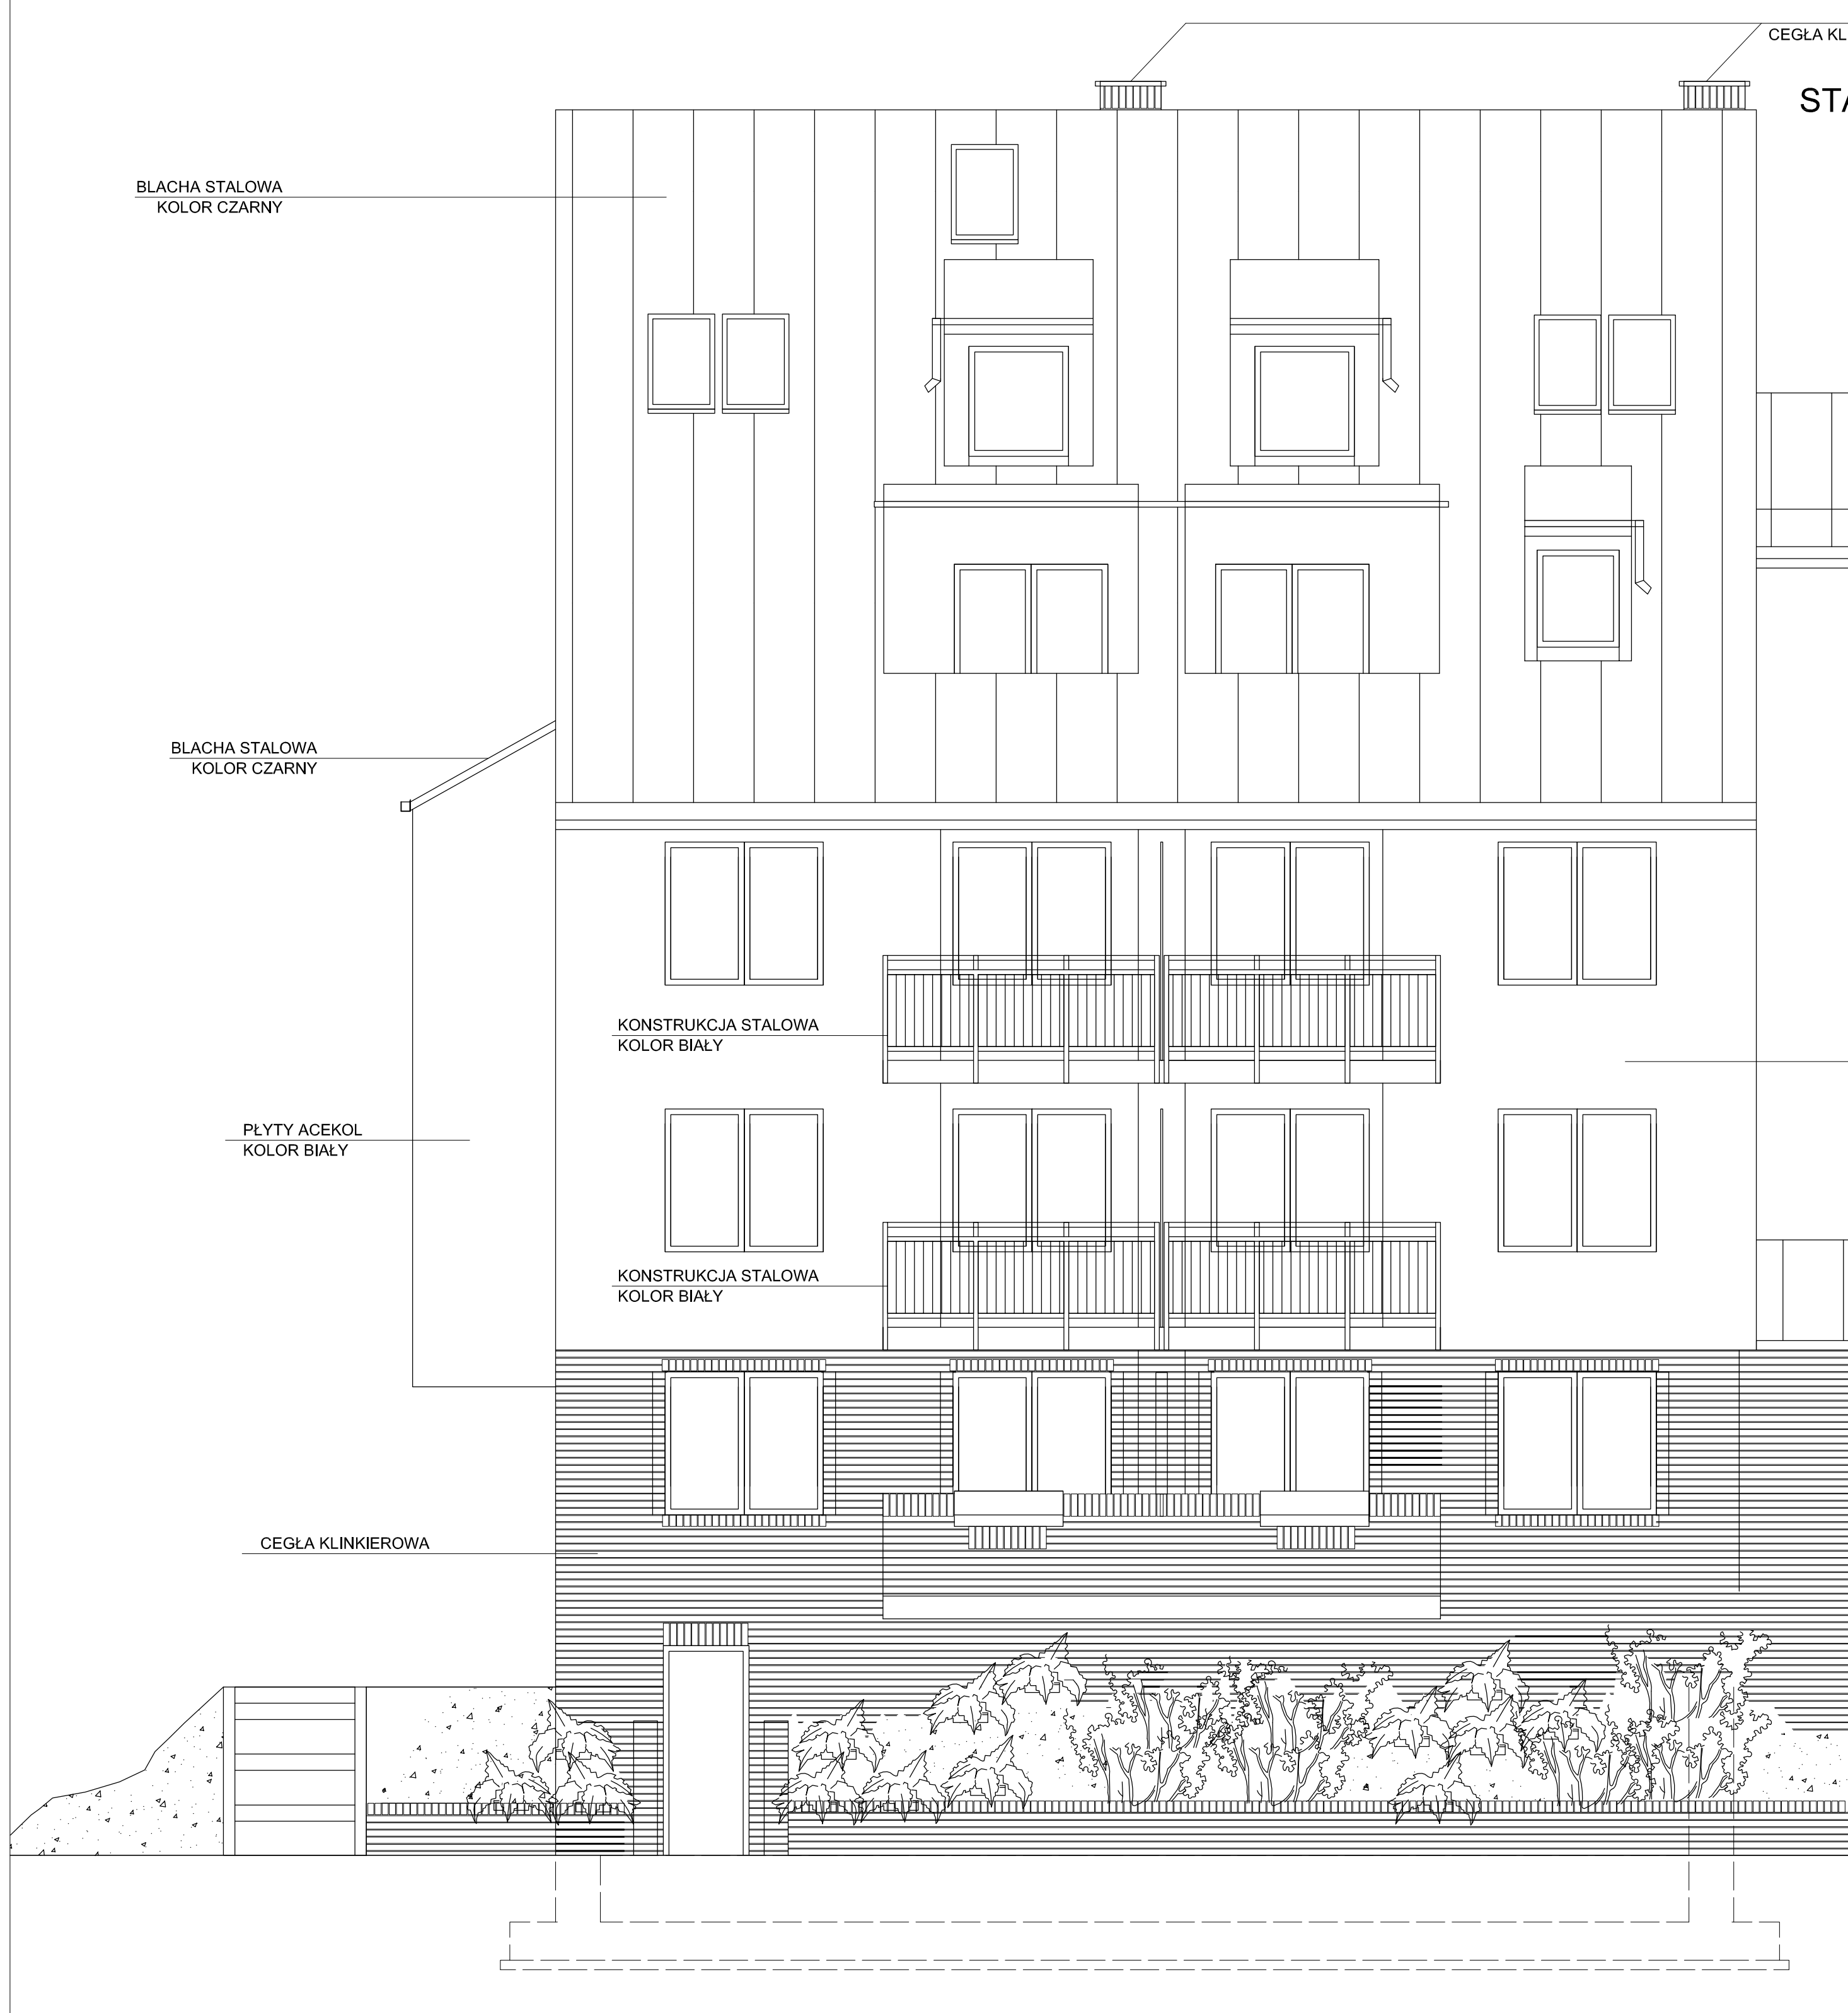 CEGŁA KL
STA
BLACHA STALOWA
KOLOR CZARNY
BLACHA STALOWA
KOLOR CZARNY
KONSTRUKCJA STALOWA
KOLOR BIAŁY
PŁYTY ACEKOL
KOLOR BIAŁY
KONSTRUKCJA STALOWA
KOLOR BIAŁY
CEGŁA KLINKIEROWA